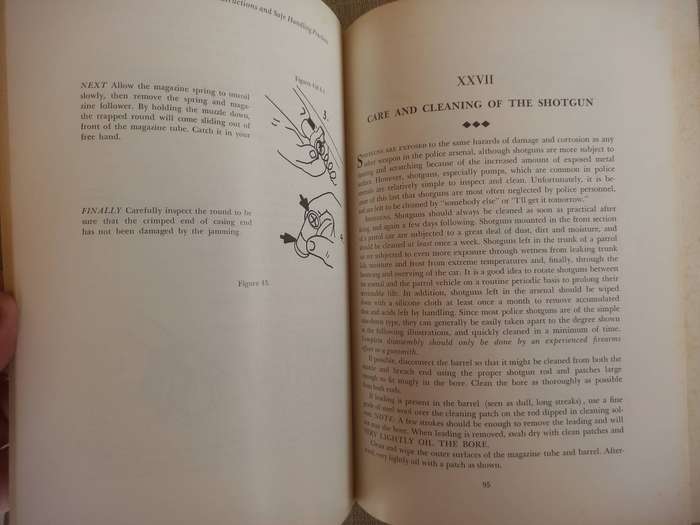 ructions and Safe Handling Practices
NEXT Allow the magazine spring to uncoil
slowly, then remove the spring and maga-
zine follower. By holding the muzzle down,
the trapped round will come sliding out of
front of the magazine tube. Catch it in your
free hand.
3.
FINALLY Carefully inspect the round to be
sure that the crimped end of casing end
has not been damaged by the jamming.
4.
Figure 45.
XXVII
CARE AND CLEANING OF THE SHOTGUN
SHOTGUNS ARE EXPOSED to the same hazards of damage and corrosion as any
other weapon in the police arsenal, although shotguns are more subject to
denting and scratching because of the increased amount of exposed metal
surface. However, shotguns, especially pumps, which are common in police
arsenals, are relatively simple to inspect and clean. Unfortunately, it is be-
cause of this last that shotguns are most often neglected by police personnel,
and are left to be cleaned by "somebody else" or "I'll get it tomorrow."
Shotguns should always be cleaned as soon as practical after
firing, and again a few days following. Shotguns mounted in the front section
of a patrol car are subjected to a great deal of dust, dirt and moisture, and
should be cleaned at least once a week. Shotguns left in the trunk of a patrol
car are subjected to even more exposure through wetness from leaking trunk
lids, moisture and frost from extreme temperatures and, finally, through the
bouncing and swerving of the car. It is a good idea to rotate shotguns between
the arsenal and the patrol vehicle on a routine periodic basis to prolong their
serviceable life. In addition, shotguns left in the arsenal should be wiped
down with a silicone cloth at least once a month to remove accumulated
dust and acids left by handling. Since most police shotguns are of the simple
take-down type, they can generally be easily taken apart to the degree shown
in the following illustrations, and quickly cleaned in a minimum of time.
Complete disassembly should only be done by an experienced firearms
officer or a gunsmith.
If possible, disconnect the barrel so that it might be cleaned from both the
muzzle and breach end using the proper shotgun rod and patches large
enough to fit snugly in the bore. Clean the bore as thoroughly as possible
from both ends.
If leading is present in the barrel (seen as dull, long streaks), use a fine
grade of steel wool over the cleaning patch on the rod dipped in cleaning sol-
vent. NOTE: A few strokes should be enough to remove the leading and will
not mar the bore. When leading is removed, swab dry with clean patches and
VERY LIGHTLY OIL THE BORE.
Clean and wipe the outer surfaces of the magazine tube and barrel. After-
ward, very lightly oil with a patch as shown.
95